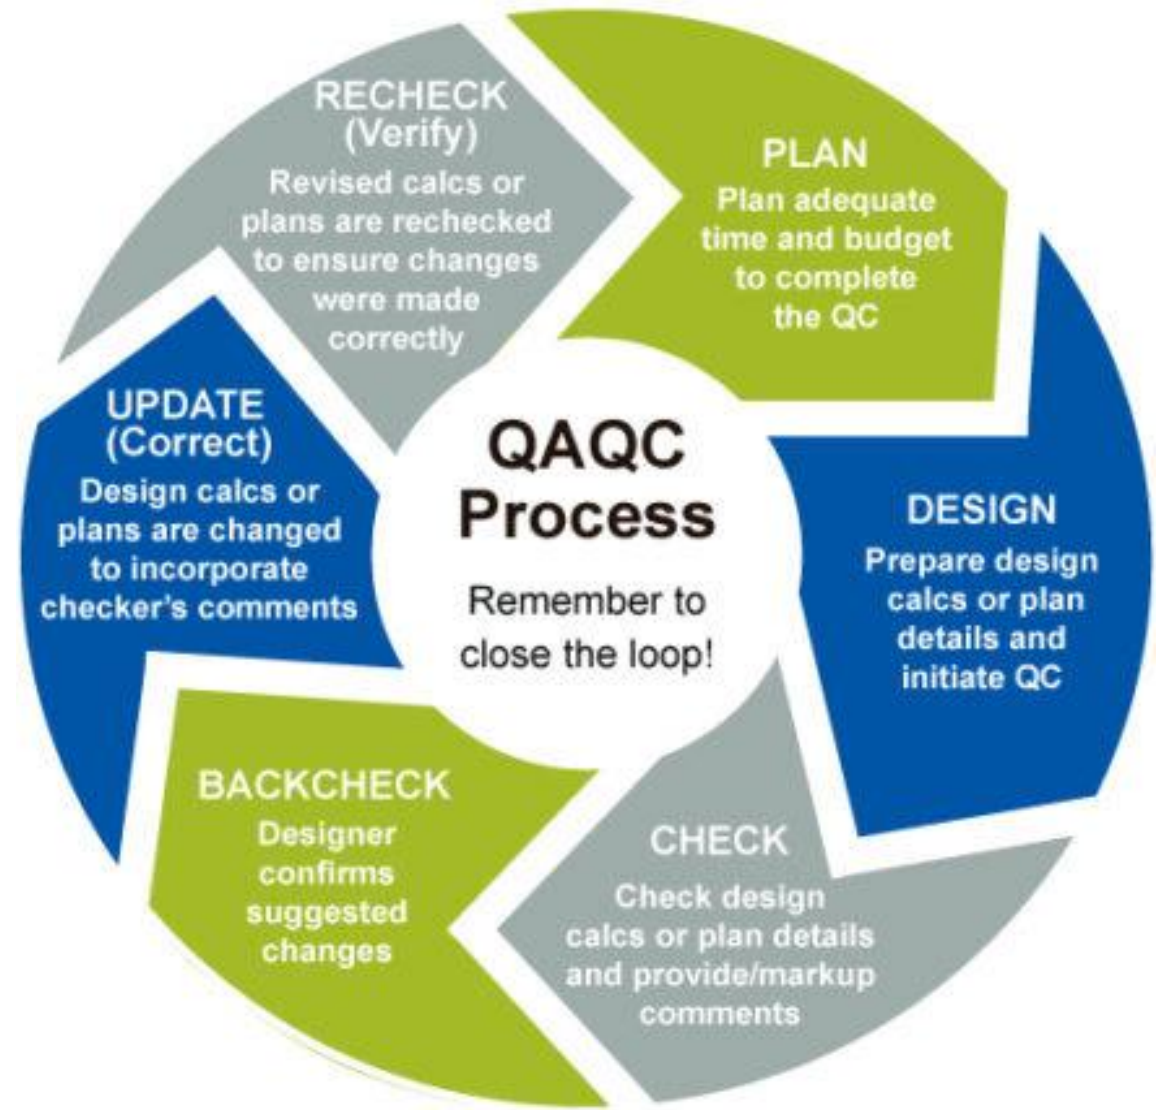 QAQC
Process
Remember to
close the loop!
PLAN
Plan adequate
time and budget
to complete
the QC
DESIGN
Prepare design
calcs or plan
details and
initiate QC
CHECK
Check design
calcs or plan details
and provide/markup
comments
BACKCHECK
Designer
confirms
suggested
changes
UPDATE
(Correct)
Design calcs or
plans are changed
to incorporate
checker's comments
RECHECK
(Verify)
Revised calcs or
plans are rechecked
to ensure changes
were made
correctly